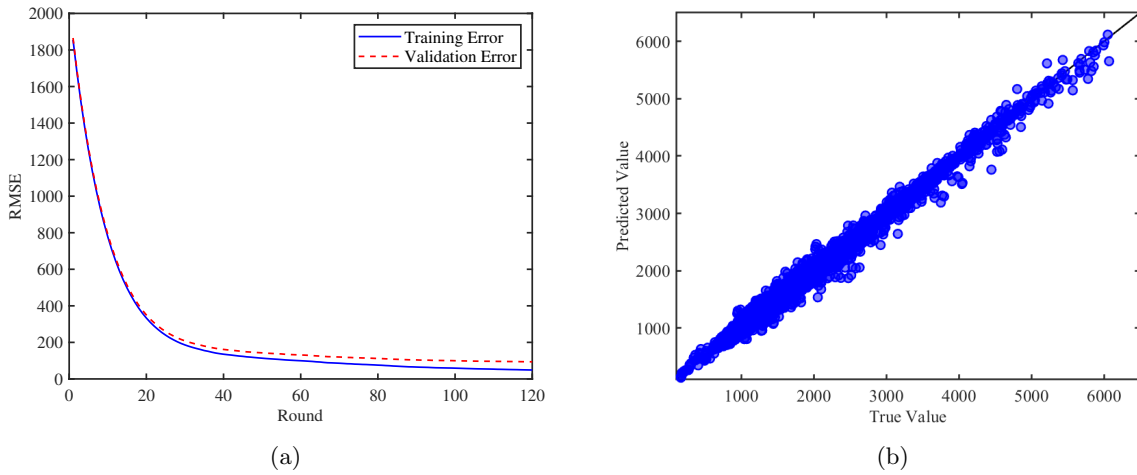 2000
1800
1600
1400
1200
1000
800
600
400
200
0
0 20 40 60 80 100 120
RMSE
Round
Training Error
Validation Error
(a)
6000
5000
4000
3000
2000
1000
1000 2000 3000 4000 5000 6000
Predicted Value
True Value
(b)